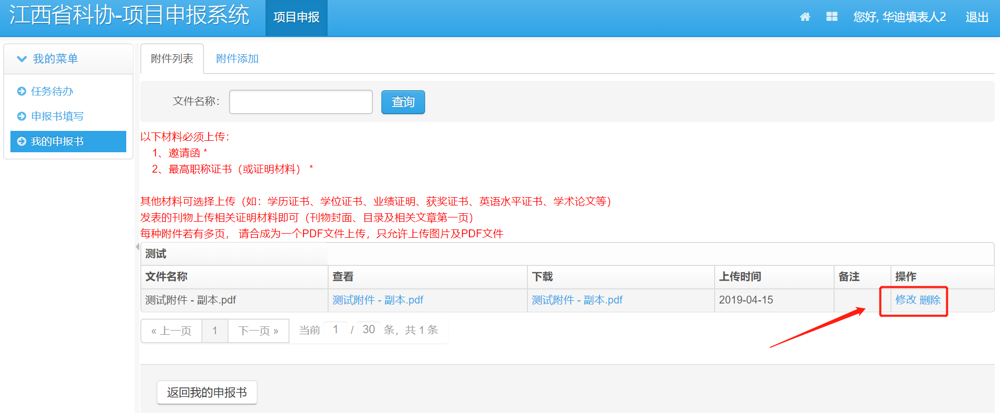 江西省科协-项目申报系统
项目申报
您好, 华迪填表人2
退出
我的菜单
任务待办
申报书填写
我的申报书
附件列表
附件添加
文件名称：
查询
以下材料必须上传：
1、邀请函 *
2、最高职称证书（或证明材料） *
其他材料可选择上传（如：学历证书、学位证书、业绩证明、获奖证书、英语水平证书、学术论文等）
发表的刊物上传相关证明材料即可（刊物封面、目录及相关文章第一页）
每种附件若有多页， 请合成为一个PDF文件上传，只允许上传图片及PDF文件
测试
文件名称 查看 下载 上传时间 备注 操作
测试附件 - 副本.pdf 测试附件 - 副本.pdf 测试附件 - 副本.pdf 2019-04-15 修改 删除
« 上一页 1 下一页 » 当前 1 / 30 条，共 1 条
返回我的申报书